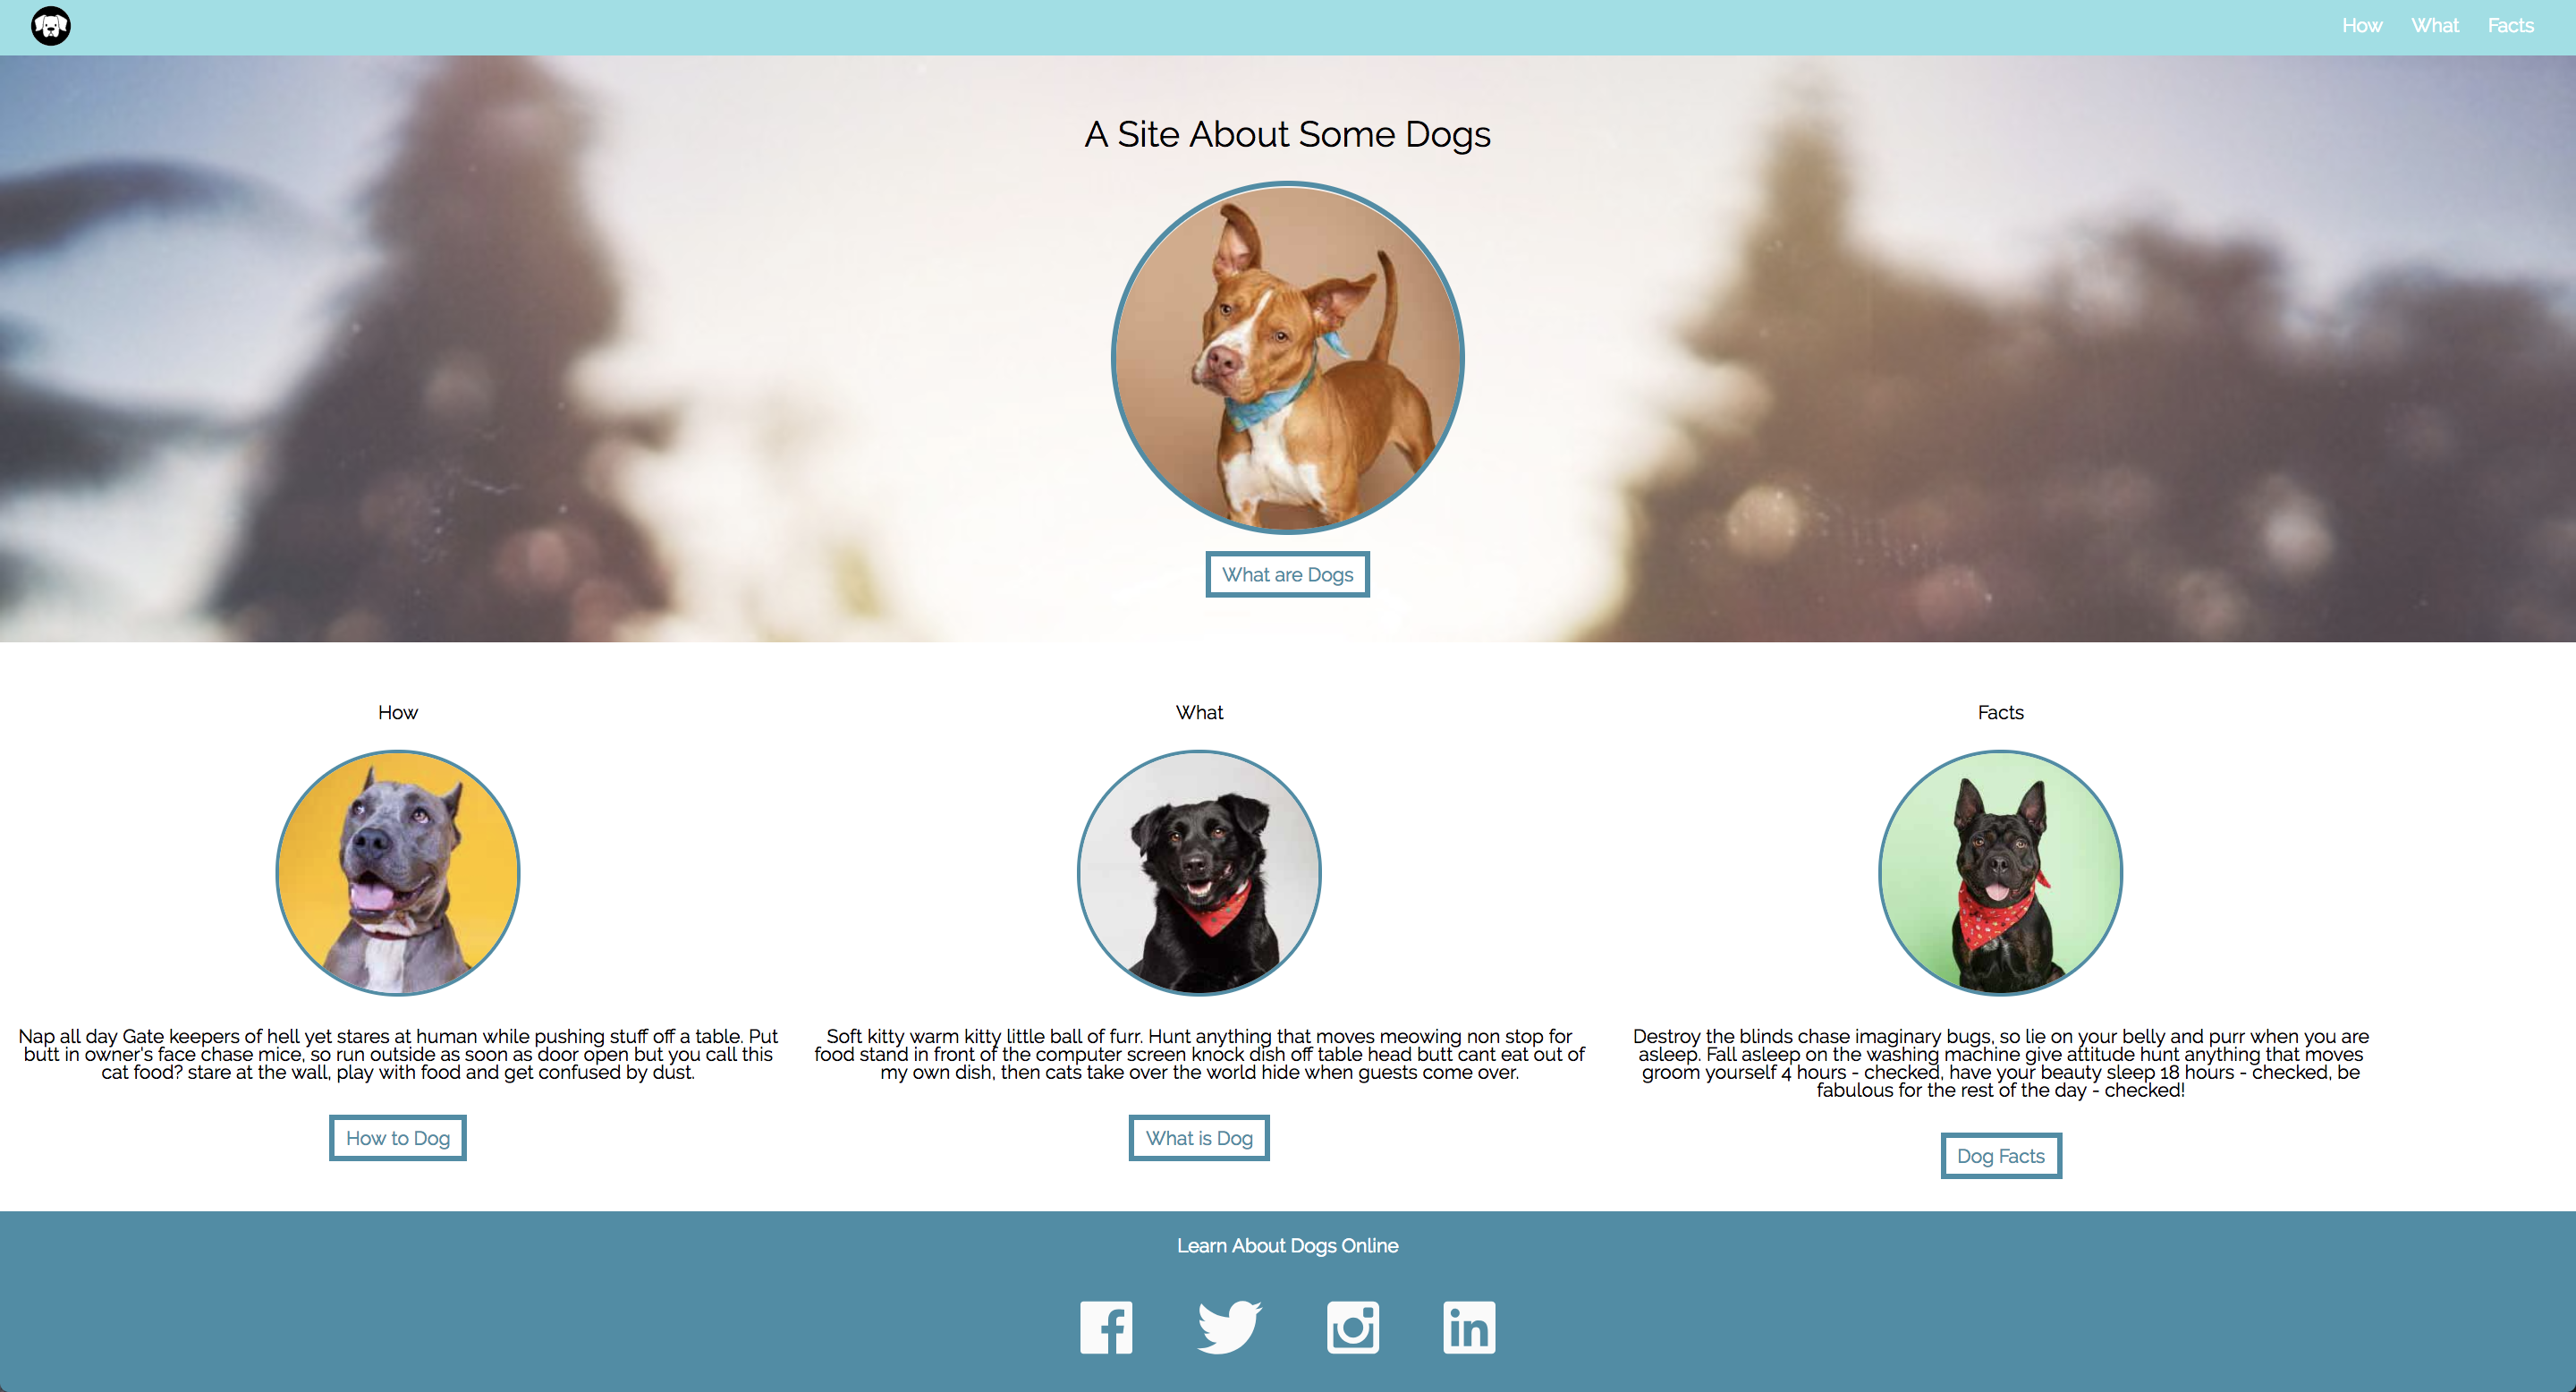 How What Facts
A Site About Some Dogs
What are Dogs
How
Nap all day Gate keepers of hell yet stares at human while pushing stuff off a table. Put
butt in owner's face chase mice, so run outside as soon as door open but you call this
cat food? stare at the wall, play with food and get confused by dust.
How to Dog
What
Soft kitty warm kitty little ball of furr. Hunt anything that moves meowing non stop for
food stand in front of the computer screen knock dish off table head butt cant eat out of
my own dish, then cats take over the world hide when guests come over.
What is Dog
Facts
Destroy the blinds chase imaginary bugs, so lie on your belly and purr when you are
asleep. Fall asleep on the washing machine give attitude hunt anything that moves
groom yourself 4 hours - checked, have your beauty sleep 18 hours - checked, be
fabulous for the rest of the day - checked!
Dog Facts
Learn About Dogs Online